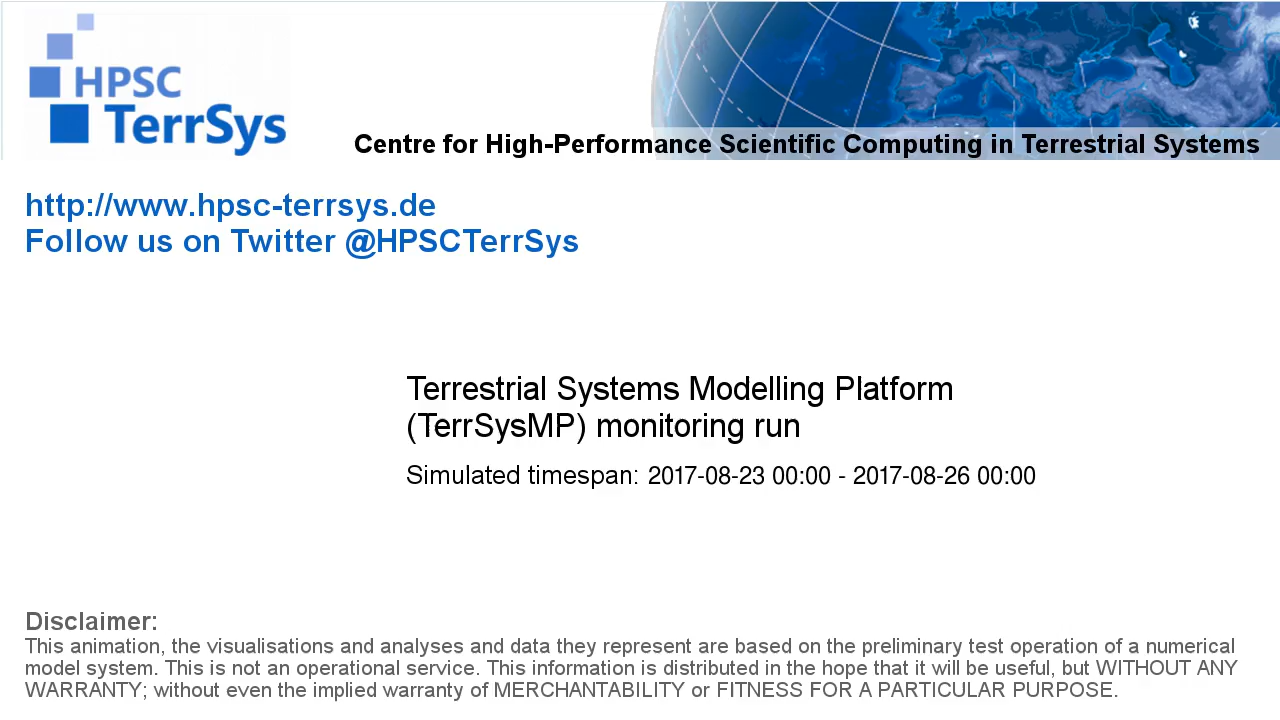 HPSC
TerrSys
Centre for High-Performance Scientific Computing in Terrestrial Systems
http://www.hpsc-terrsys.de
Follow us on Twitter @HPSCTerrSys
Terrestrial Systems Modelling Platform
(TerrSysMP) monitoring run
Simulated timespan: 2017-08-23 00:00 - 2017-08-26 00:00
Disclaimer:
This animation, the visualisations and analyses and data they represent are based on the preliminary test operation of a numerical
model system. This is not an operational service. This information is distributed in the hope that it will be useful, but WITHOUT ANY
WARRANTY; without even the implied warranty of MERCHANTABILITY or FITNESS FOR A PARTICULAR PURPOSE.